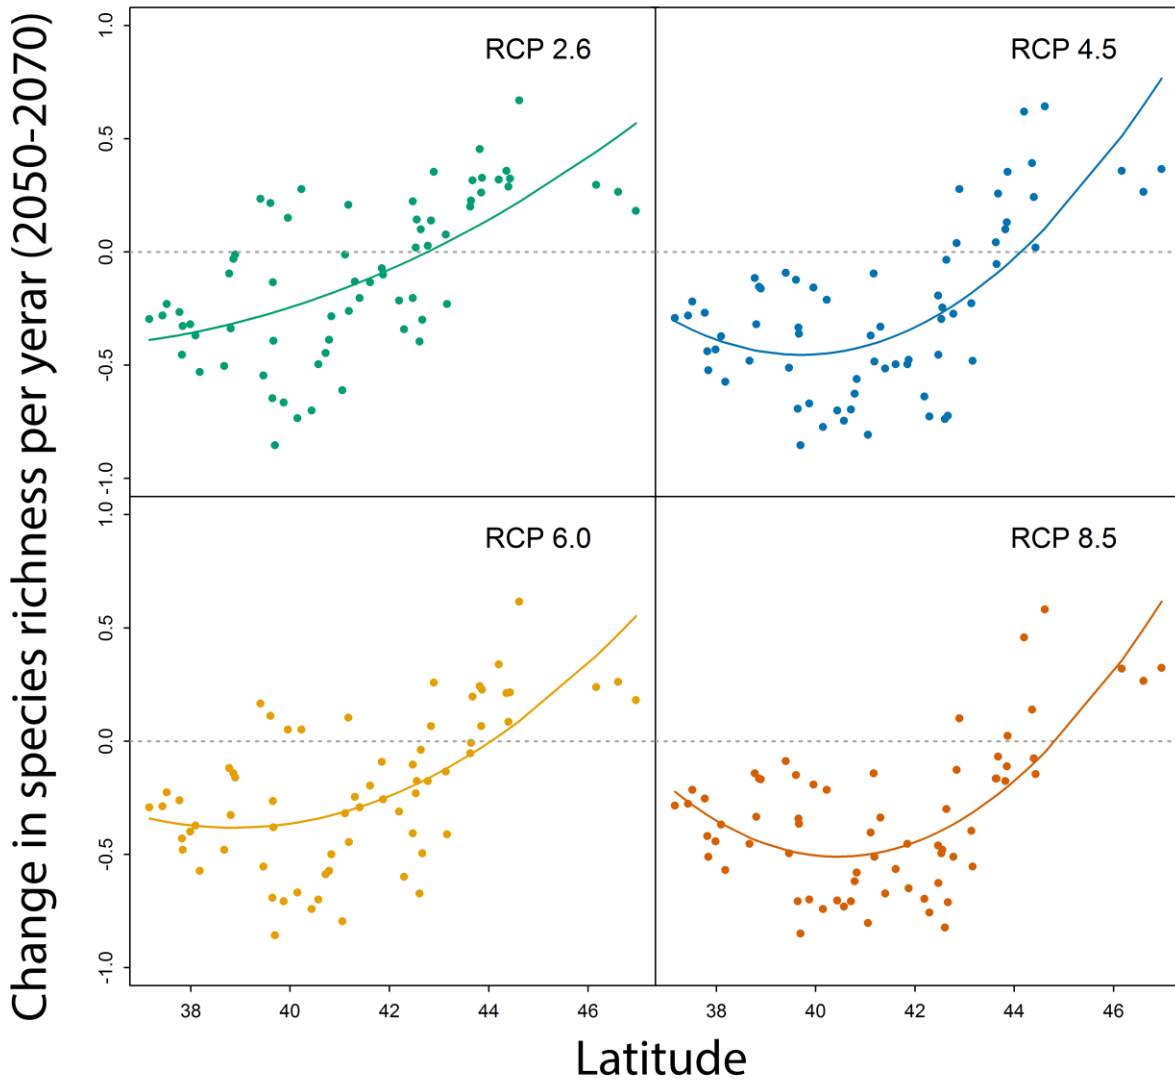 Change in species richness per yerar (2050-2070)
RCP 2.6
RCP 4.5
1.0
0.5
0.0
-0.5
-1.0
RCP 6.0
RCP 8.5
1.0
0.5
0.0
-0.5
-1.0
38 40 42 44 46 38 40 42 44 46
Latitude